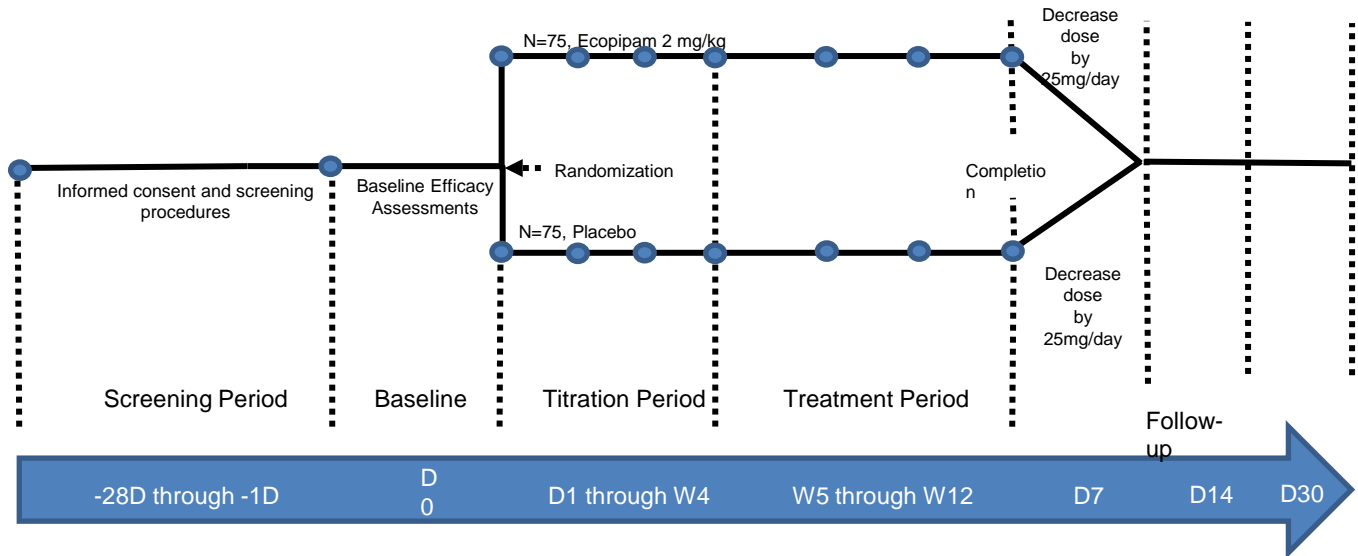 Decrease
dose
by
25mg/day
N=75, Ecopipam 2 mg/kg
Informed consent and screening
procedures
Baseline Efficacy
Assessments
Randomization
Completio
n
N=75, Placebo
Decrease
dose
by
25mg/day
Screening Period
Baseline
Titration Period
Treatment Period
Follow-
up
-28D through -1D
D
0
D1 through W4
W5 through W12
D7
D14
D30